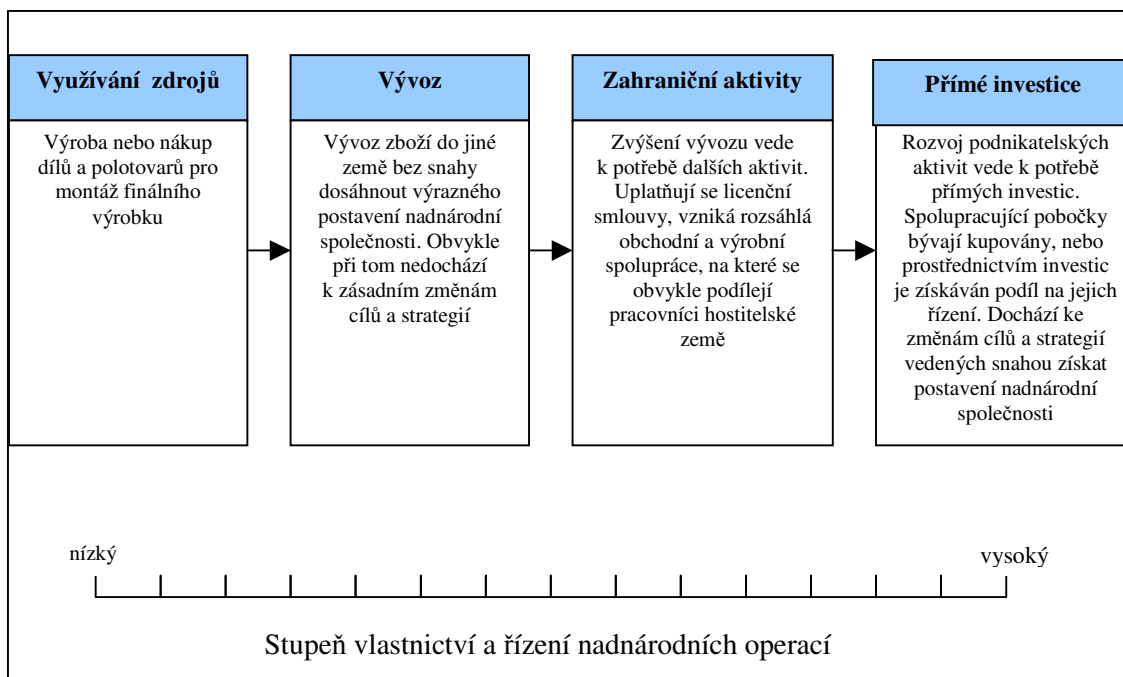 Využívání zdrojů
Výroba nebo nákup
dílů a polotovarů pro
montáž finálního
výrobku
Vývoz
Vývoz zboží do jiné
země bez snahy
dosáhnout výrazného
postavení nadnárodní
společnosti. Obvykle
při tom nedochází
k zásadním změnám
cílů a strategií
Zahraniční aktivity
Zvýšení vývozu vede
k potřebě dalších aktivit.
Uplatňují se licenční
smlouvy, vzniká rozsáhlá
obchodní a výrobní
spolupráce, na které se
obvykle podílejí
pracovníci hostitelské
země
Přímé investice
Rozvoj podnikatelských
aktivit vede k potřebě
přímých investic.
Spolupracující pobočky
bývají kupovány, nebo
prostřednictvím investic
je získáván podíl na jejich
řízení. Dochází ke
změnám cílů a strategií
vedených snahou získat
postavení nadnárodní
společnosti
nízký
vysoký
Stupeň vlastnictví a řízení nadnárodních operací